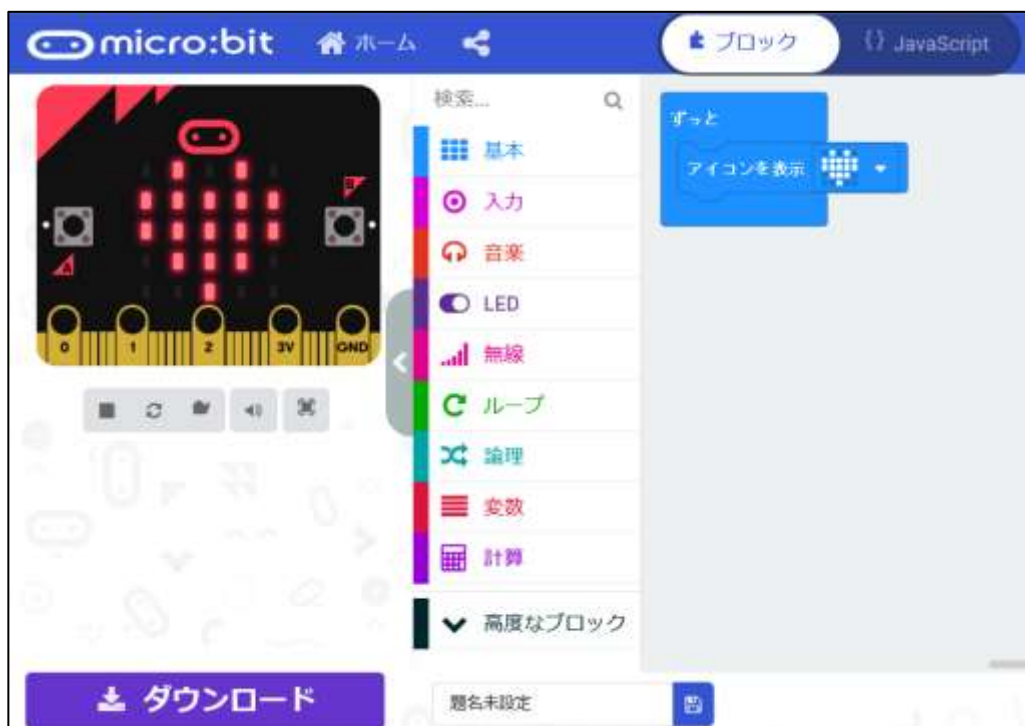 micro:bit ホーム ブロック {} JavaScript
検索...
基本
入力
音楽
LED
無線
ループ
論理
変数
計算
高度なブロック
ずっと
アイコンを表示
B
A
0 1 2 3V GND
ダウンロード
題名未設定